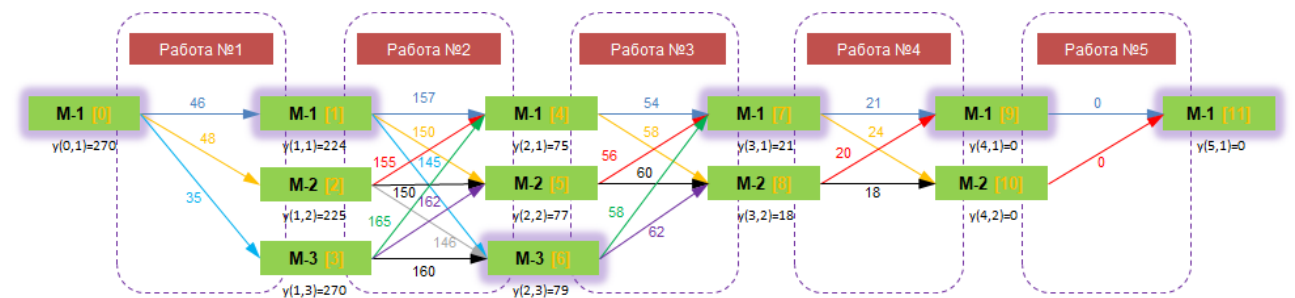 Работа №1
Работа №2
Работа №3
Работа №4
Работа №5
М-1 [0]
46
М-1 [1]
157
М-1 [4]
54
М-1 [7]
21
М-1 [9]
0
М-1 [11]
y(0,1)=270
48
y(1,1)=224
150
y(2,1)=75
58
y(3,1)=21
24
y(4,1)=0
y(5,1)=0
155
145
56
20
0
35
М-2 [2]
150
М-2 [5]
60
М-2 [8]
18
М-2 [10]
y(1,2)=225
162
y(2,2)=77
y(3,2)=18
y(4,2)=0
165
58
62
146
М-3 [3]
160
М-3 [6]
y(1,3)=270
y(2,3)=79